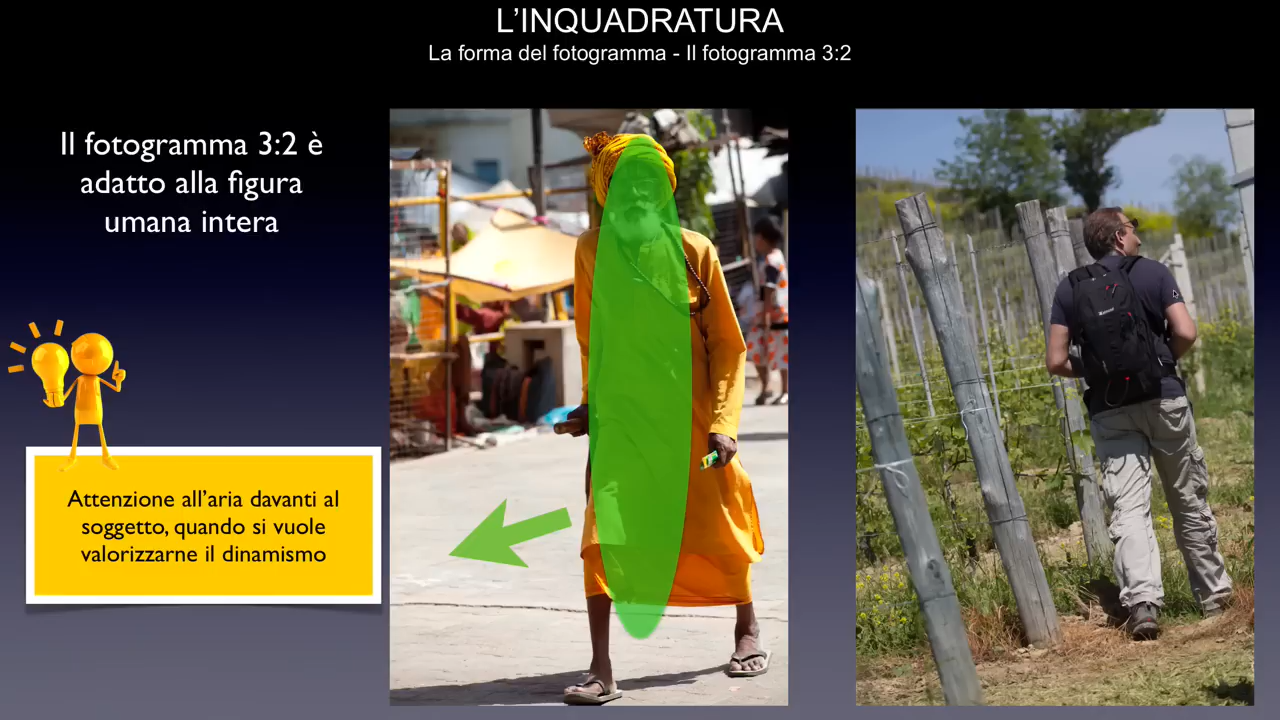 L’INQUADRATURA
La forma del fotogramma - Il fotogramma 3:2
Il fotogramma 3:2 è
adatto alla figura
umana intera
Attenzione all’aria davanti al
soggetto, quando si vuole
valorizzarne il dinamismo